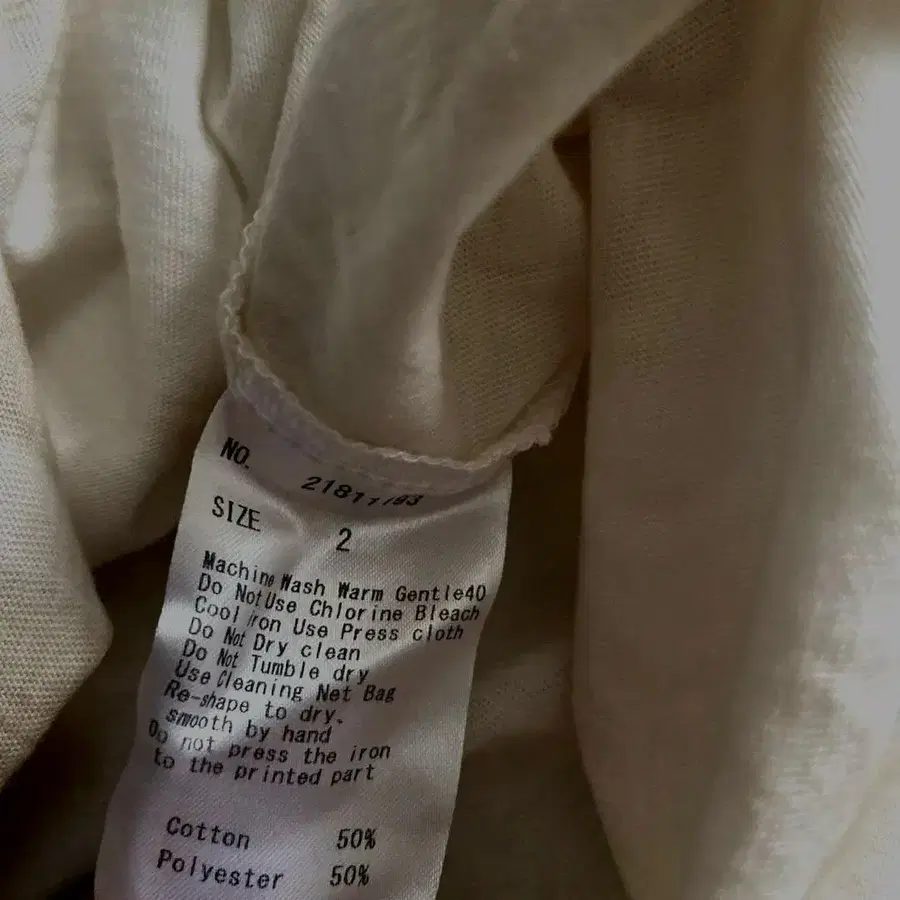 NO.
SIZE 2
Machine Wash Warm Gentle40
Do Not Use Chlorine Bleach
Cool iron Use Press cloth
Do Not Dry clean
Do Not Tumble dry
Use Cleaning Net Bag
Re-shape to dry.
smooth by hand
Do not press the iron
to the printed part
Cotton 50%
Polyester 50%